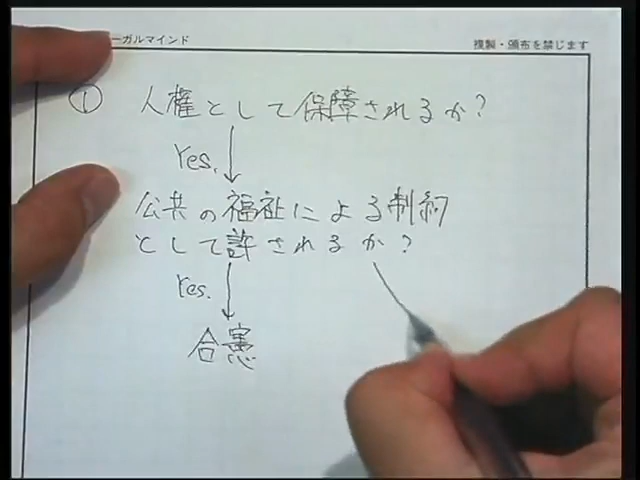 ーガルマインド
複製・頒布を禁じます
① 人権として保障されるか?
Yes.
公共の福祉による制約
として許されるか?
Yes.
合憲